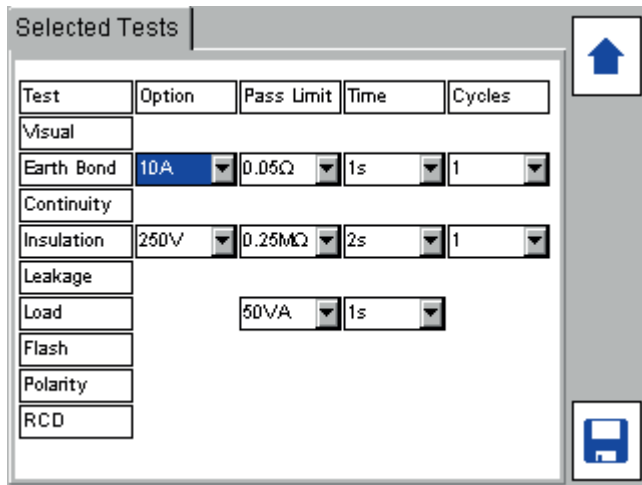 Selected Tests
Test Option Pass Limit Time Cycles
Visual
Earth Bond 10A 0.05Ω 1s 1
Continuity
Insulation 250V 0.25MΩ 2s 1
Leakage
Load 50VA 1s
Flash
Polarity
RCD